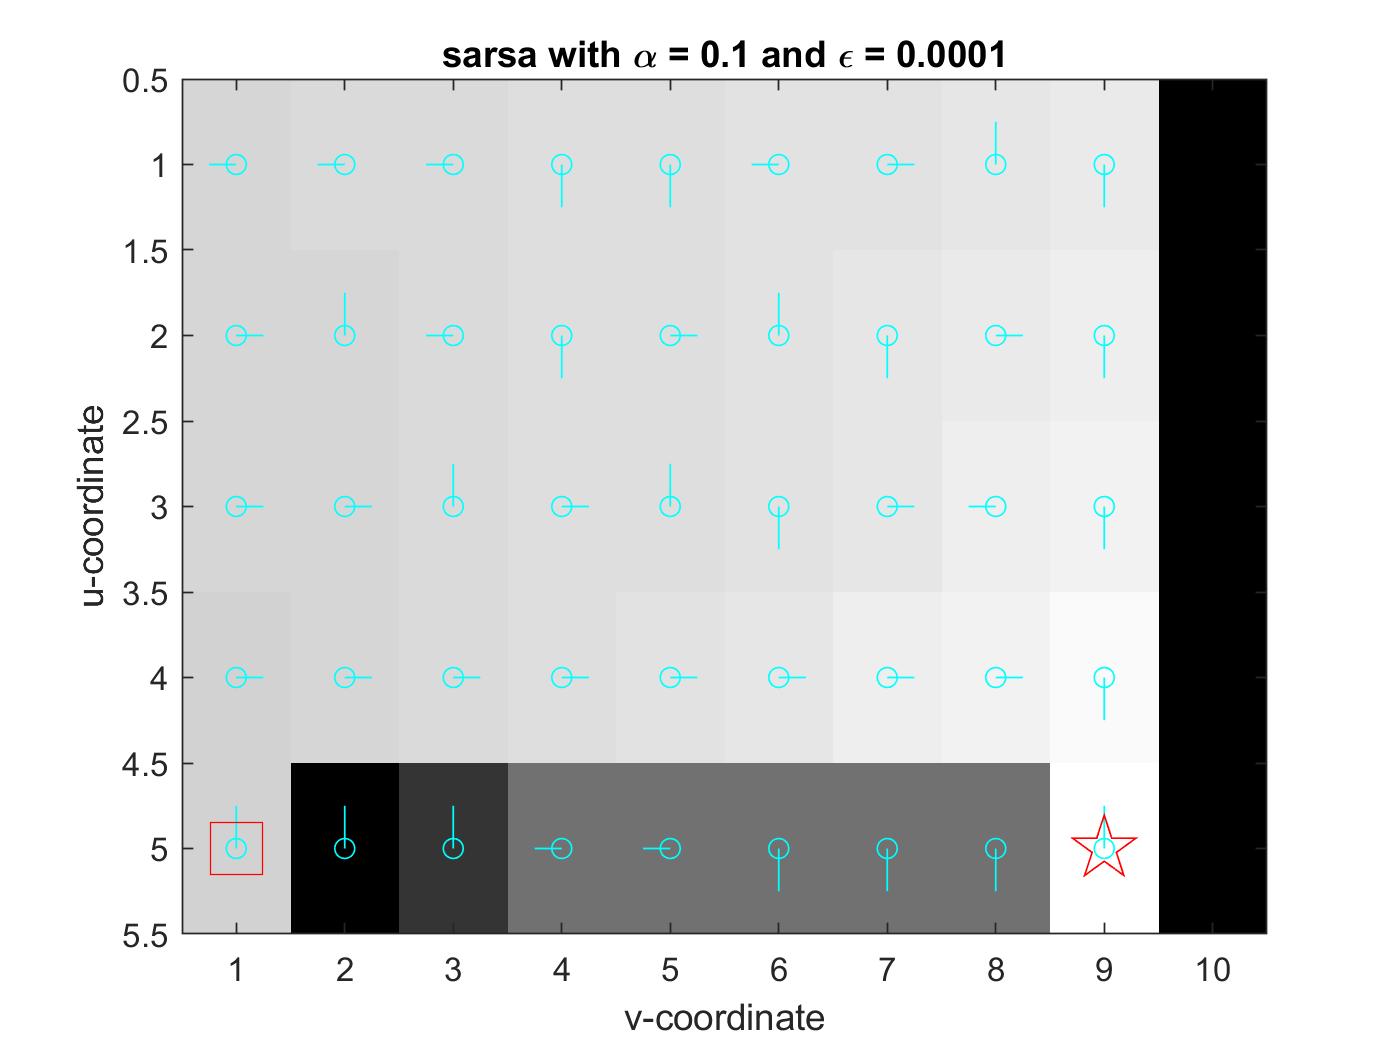 sarsa with α = 0.1 and ϵ = 0.0001
0.5
1
1.5
2
2.5
3
3.5
4
4.5
5
5.5
u-coordinate
1 2 3 4 5 6 7 8 9 10
v-coordinate